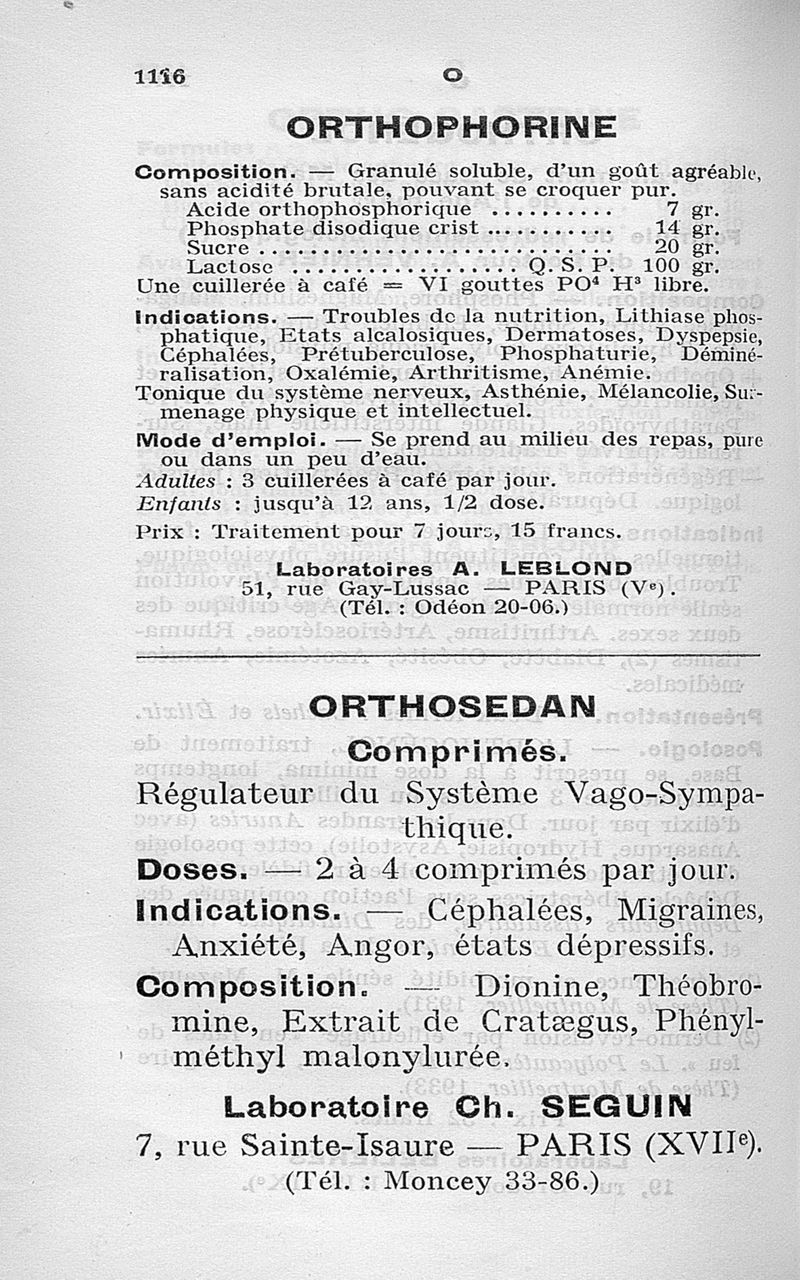 1116
O
ORTHOPHORINE
Composition. — Granulé soluble, d'un goût agréable,
sans acidité brutale, pouvant se croquer pur.
Acide orthophosphorique .......... 7 gr.
Phosphate disodique crist ........... 14 gr.
Sucre ............................... 20 gr.
Lactose .................... Q. S. P. 100 gr.
Une cuillerée à café = VI gouttes PO⁴ H³ libre.
Indications. — Troubles de la nutrition, Lithiase phos-
phatique, Etats alcalosiques, Dermatoses, Dyspepsie,
Céphalées, Prétuberculose, Phosphaturie, Déminé-
ralisation, Oxalémie, Arthritisme, Anémie.
Tonique du système nerveux, Asthénie, Mélancolie, Sur-
menage physique et intellectuel.
Mode d'emploi. — Se prend au milieu des repas, pure
ou dans un peu d'eau.
Adultes : 3 cuillerées à café par jour.
Enfants : jusqu'à 12 ans, 1/2 dose.
Prix : Traitement pour 7 jours, 15 francs.
Laboratoires A. LEBLOND
51, rue Gay-Lussac — PARIS (Vᵉ).
(Tél. : Odéon 20-06.)
ORTHOSEDAN
Comprimés.
Régulateur du Système Vago-Sympa-
thique.
Doses. — 2 à 4 comprimés par jour.
Indications. — Céphalées, Migraines,
Anxiété, Angor, états dépressifs.
Composition. — Dionine, Théobro-
mine, Extrait de Cratægus, Phényl-
méthyl malonylurée.
Laboratoire Ch. SEGUIN
7, rue Sainte-Isaure — PARIS (XVIIᵉ).
(Tél. : Moncey 33-86.)